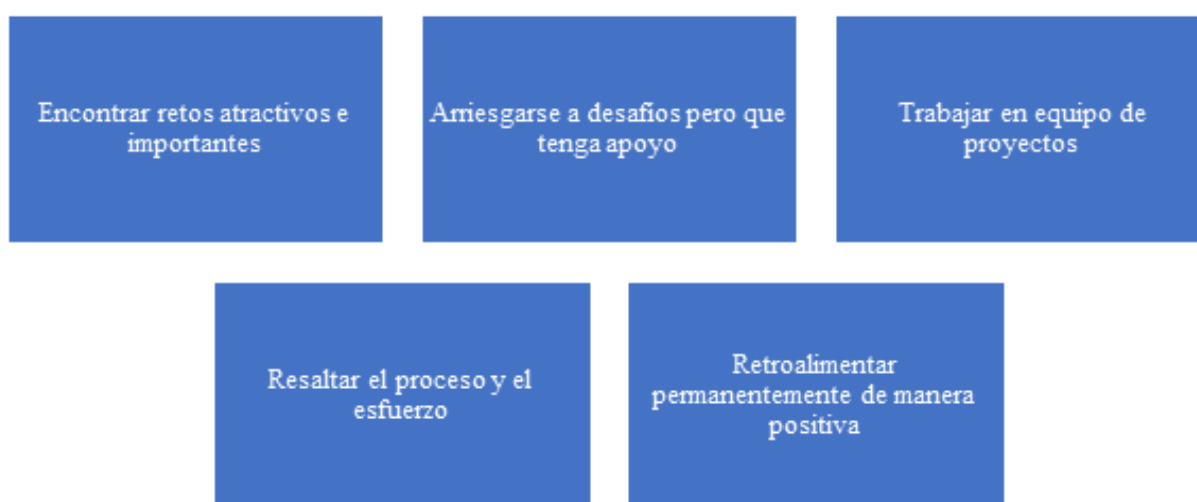 Encontrar retos atractivos e
importantes
Arriesgarse a desafíos pero que
tenga apoyo
Trabajar en equipo de
proyectos
Resaltar el proceso y el
esfuerzo
Retroalimentar
permanentemente de manera
positiva